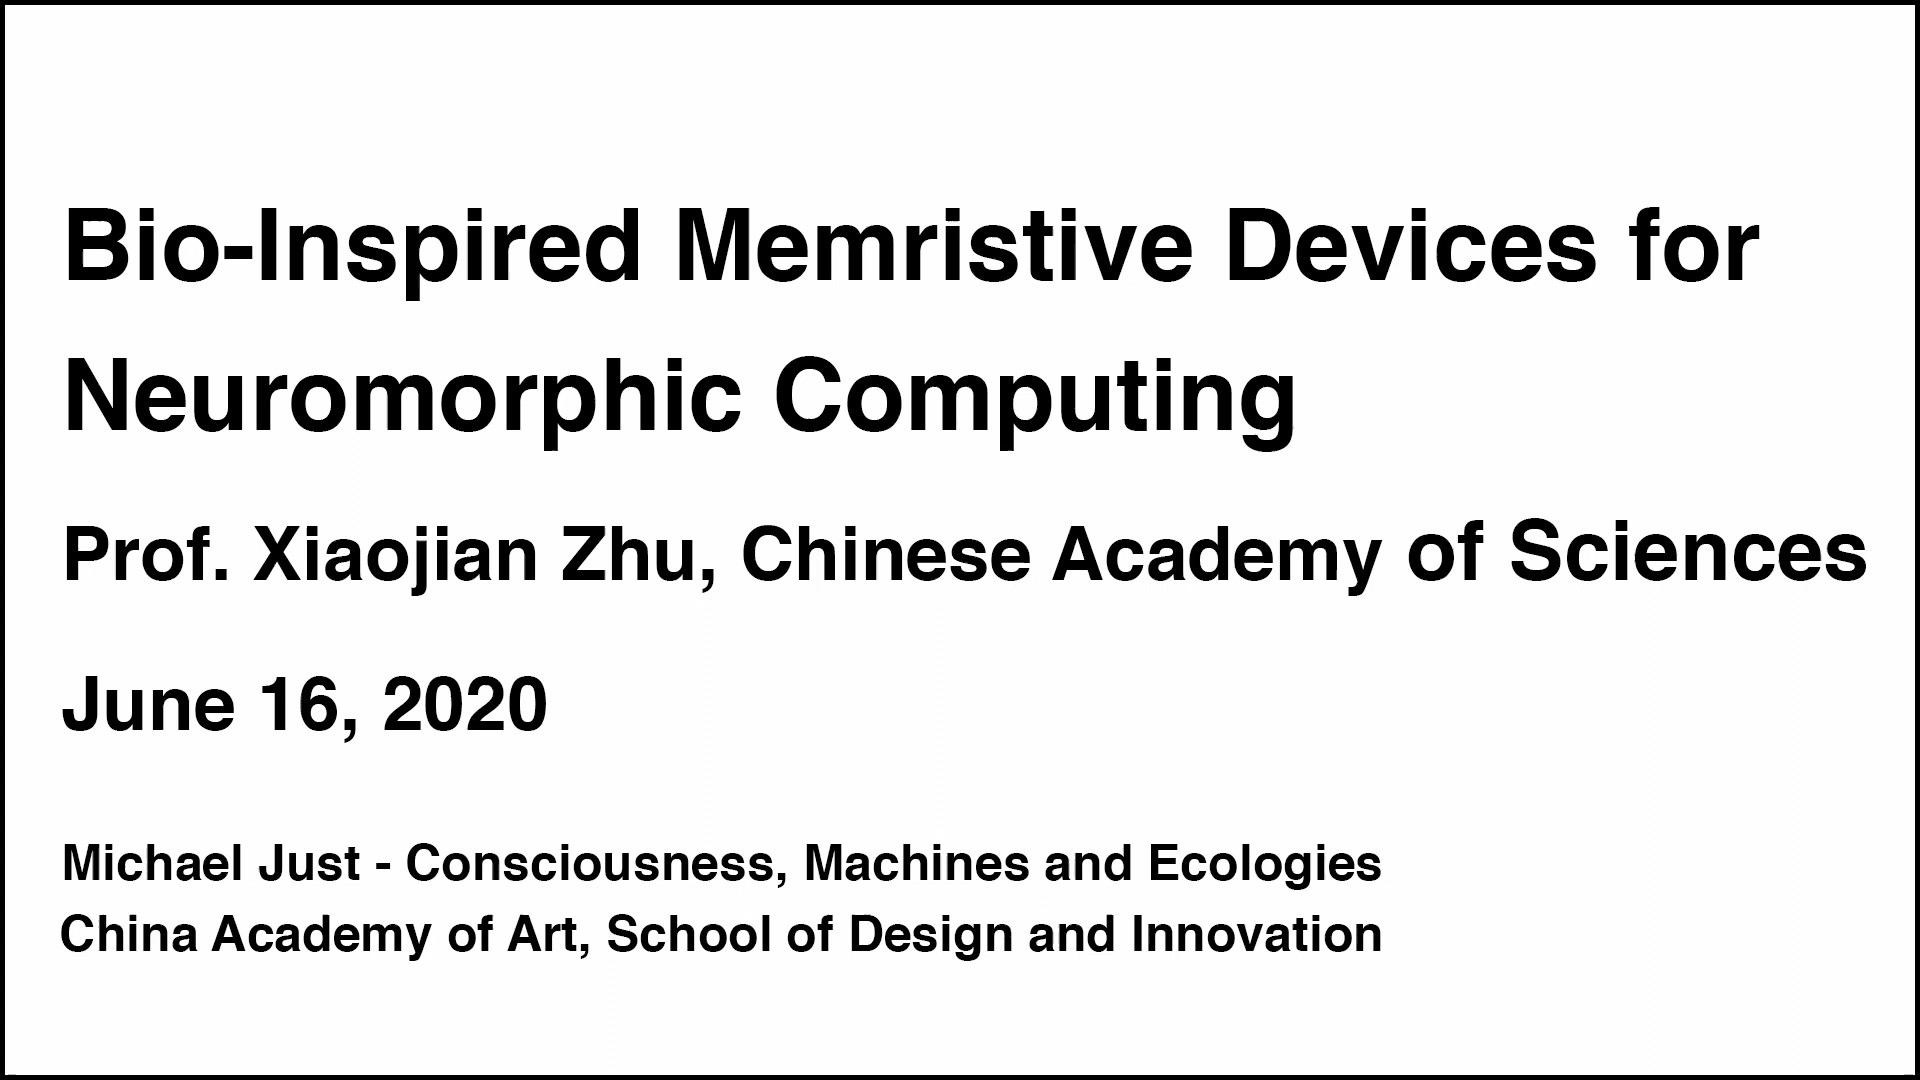 Bio-Inspired Memristive Devices for
Neuromorphic Computing
Prof. Xiaojian Zhu, Chinese Academy of Sciences
June 16, 2020
Michael Just - Consciousness, Machines and Ecologies
China Academy of Art, School of Design and Innovation